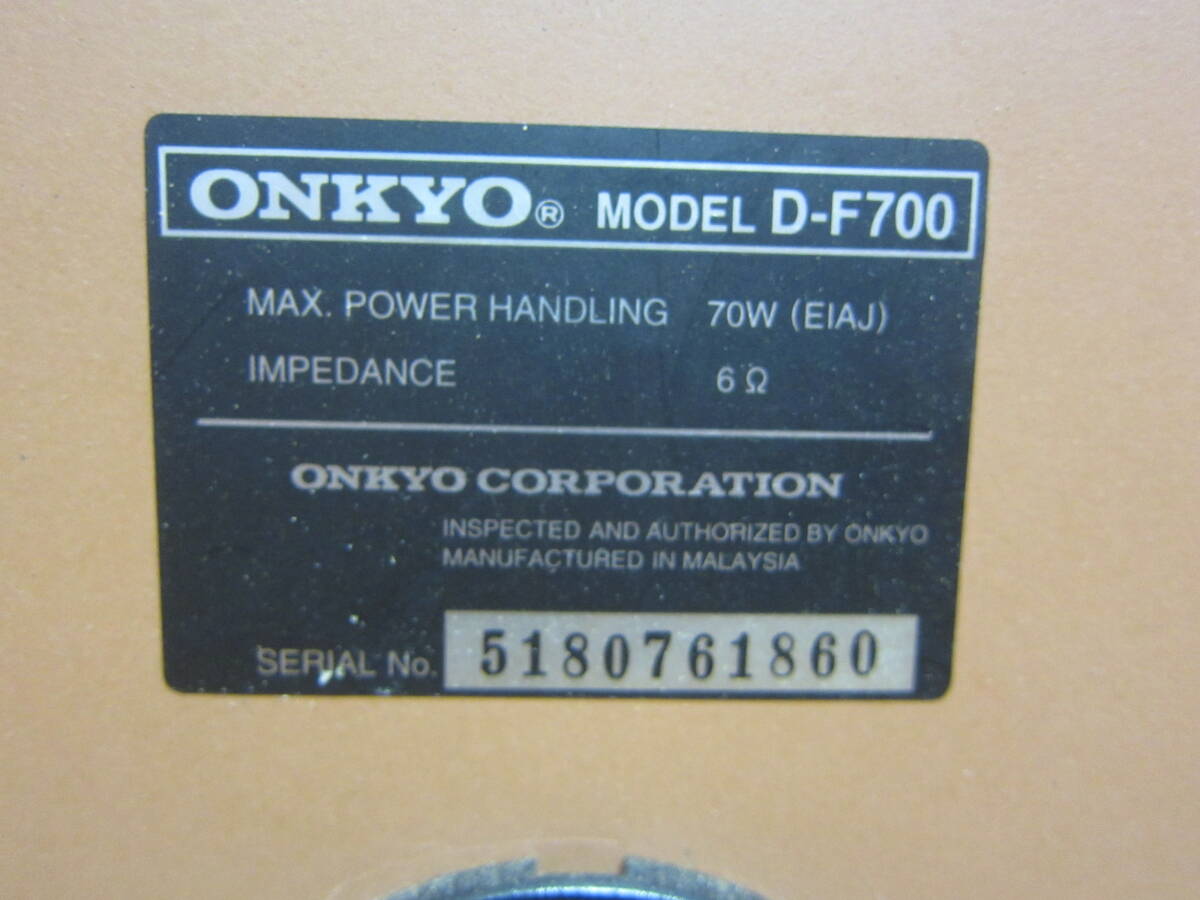 ONKYO® MODEL D-F700
MAX. POWER HANDLING 70W (EIAJ)
IMPEDANCE 6 Ω
ONKYO CORPORATION
INSPECTED AND AUTHORIZED BY ONKYO
MANUFACTURED IN MALAYSIA
SERIAL No. 5180761860